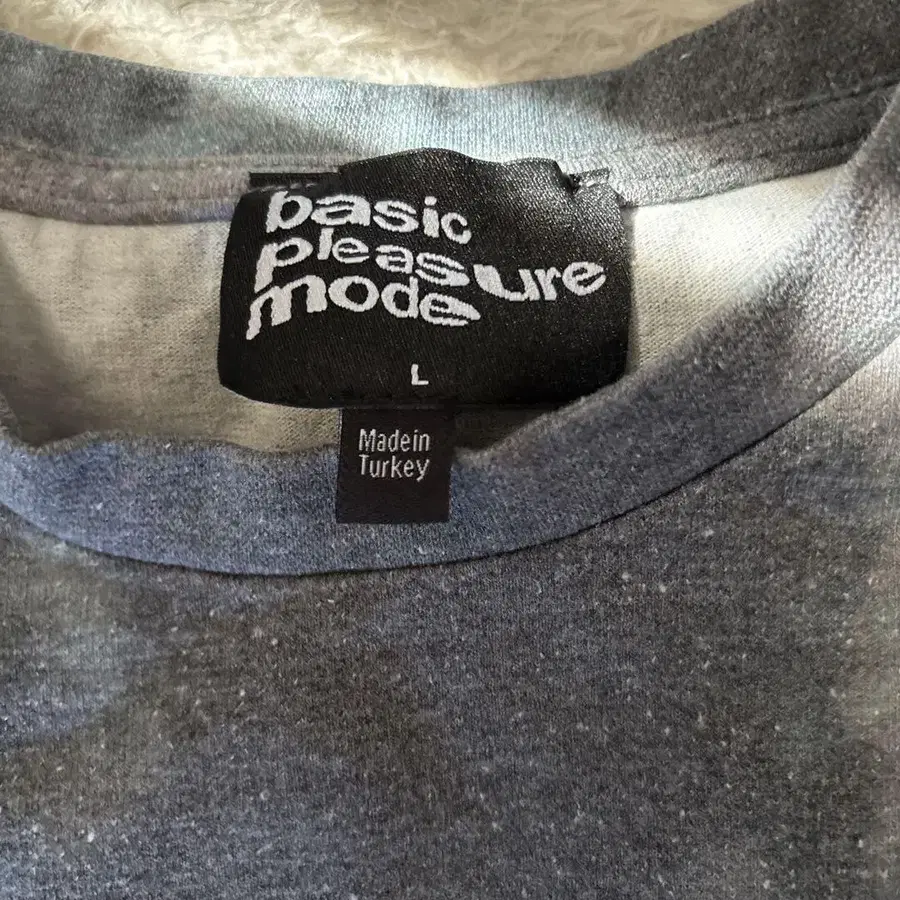 basic
pleasure
mode
L
Madein
Turkey